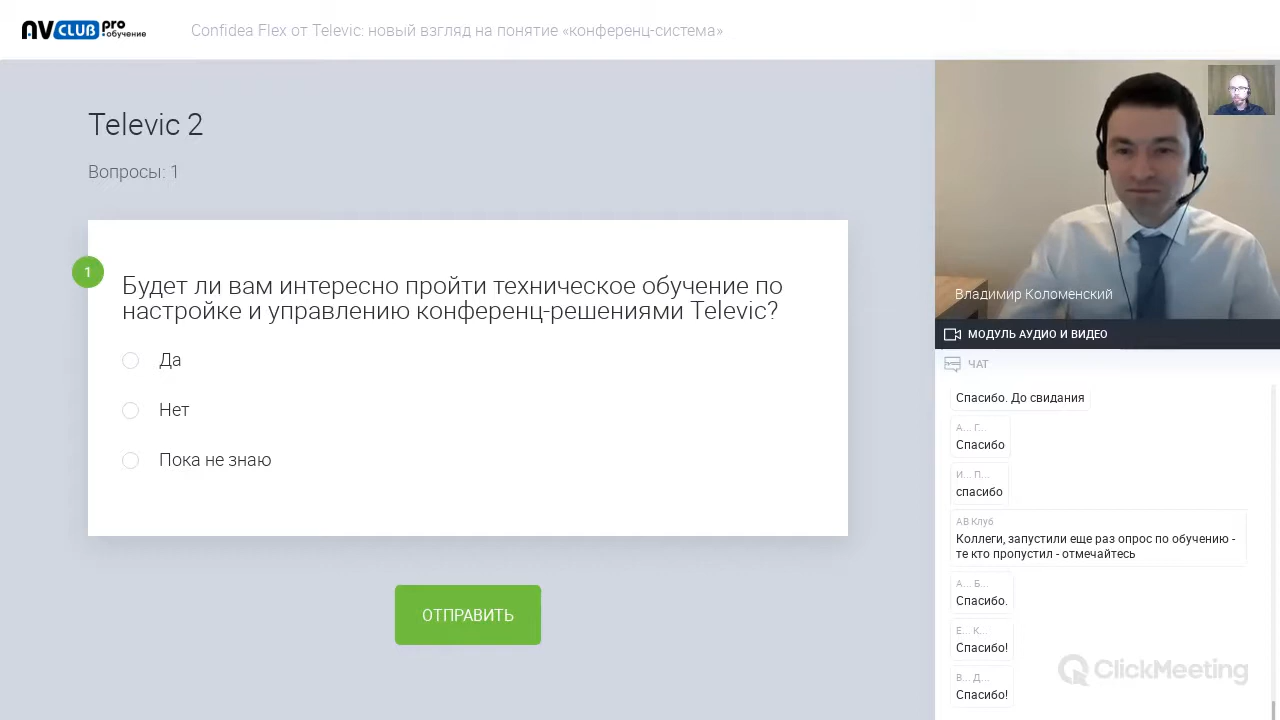 AVCLUB pro
обучение
Confidea Flex от Televic: новый взгляд на понятие «конференц-система»
Televic 2
Вопросы: 1
1
Будет ли вам интересно пройти техническое обучение по
настройке и управлению конференц-решениями Televic?
Да
Нет
Пока не знаю
ОТПРАВИТЬ
Владимир Коломенский
МОДУЛЬ АУДИО И ВИДЕО
ЧАТ
Спасибо. До свидания
А... Г...
Спасибо
И... П...
спасибо
АВ Клуб
Коллеги, запустили еще раз опрос по обучению -
те кто пропустил - отмечайтесь
А... Б...
Спасибо.
Е... К...
Спасибо!
В... Д...
Спасибо!
ClickMeeting